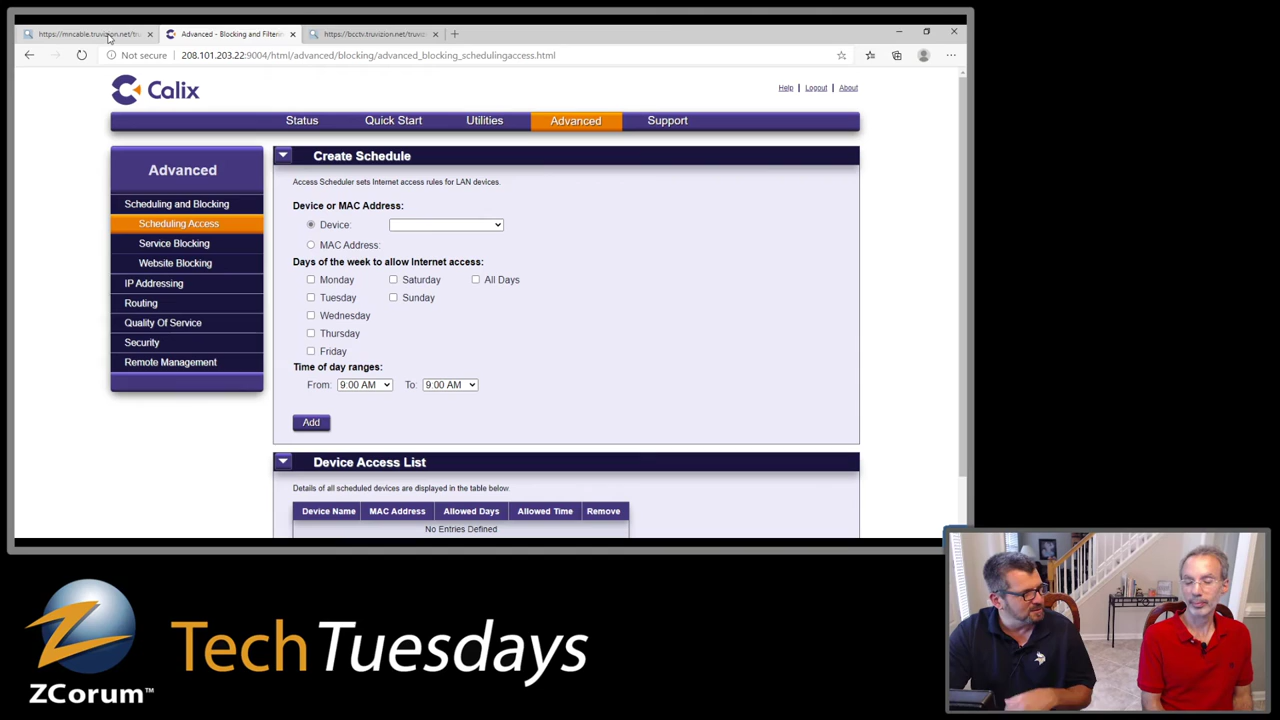 https://mncable.truvizion.net/tru
Advanced - Blocking and Filterin
https://bcctv.truvizion.net/truviz
Not secure | 208.101.203.22:9004/html/advanced/blocking/advanced_blocking_schedulingaccess.html
Calix
Help | Logout | About
Status Quick Start Utilities Advanced Support
Advanced
Scheduling and Blocking
Scheduling Access
Service Blocking
Website Blocking
IP Addressing
Routing
Quality Of Service
Security
Remote Management
Create Schedule
Access Scheduler sets Internet access rules for LAN devices.
Device or MAC Address:
Device:
MAC Address:
Days of the week to allow Internet access:
Monday Saturday All Days
Tuesday Sunday
Wednesday
Thursday
Friday
Time of day ranges:
From: 9:00 AM To: 9:00 AM
Add
Device Access List
Details of all scheduled devices are displayed in the table below.
Device Name MAC Address Allowed Days Allowed Time Remove
No Entries Defined
Z
ZCorum™
TechTuesdays